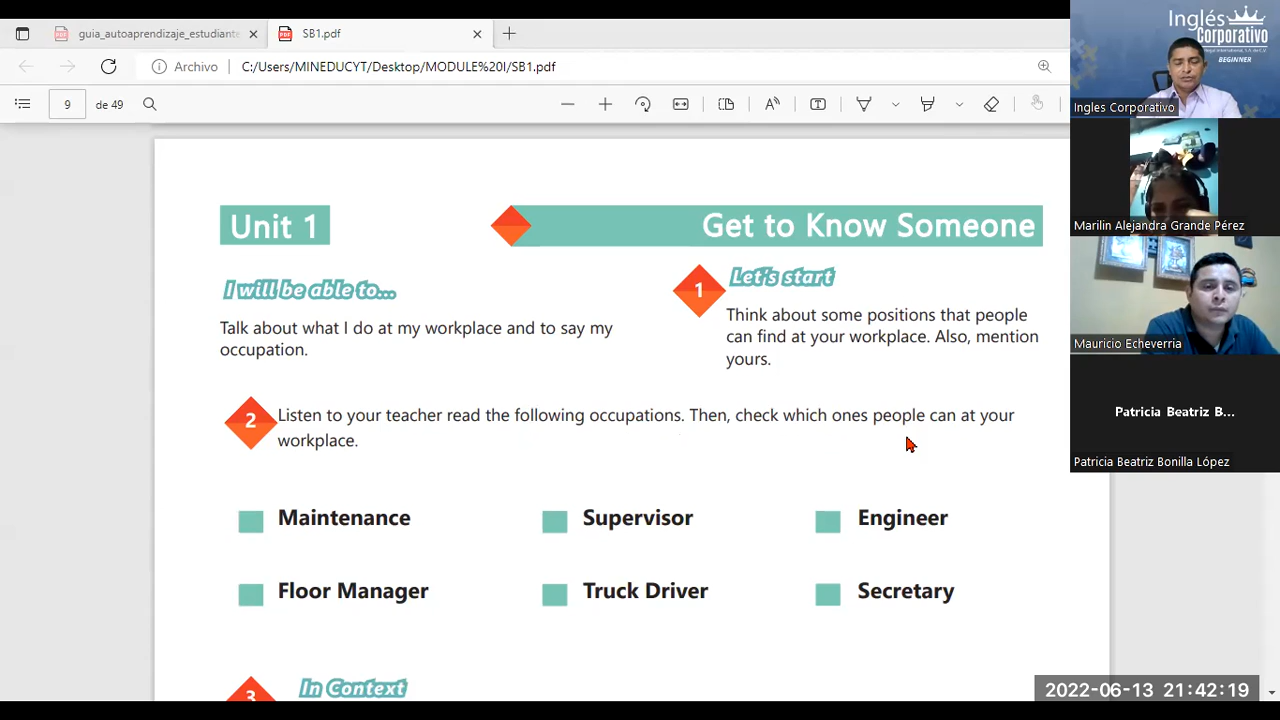 guia_autoaprendizaje_estudiante
SB1.pdf
Archivo
C:/Users/MINEDUCYT/Desktop/MODULE%20I/SB1.pdf
9
de 49
Unit 1
Get to Know Someone
I will be able to...
Talk about what I do at my workplace and to say my
occupation.
1
Let's start
Think about some positions that people
can find at your workplace. Also, mention
yours.
2
Listen to your teacher read the following occupations. Then, check which ones people can at your
workplace.
Maintenance
Supervisor
Engineer
Floor Manager
Truck Driver
Secretary
3
In Context
Inglés
Corporativo
BEGINNER
Ingles Corporativo
Marilin Alejandra Grande Pérez
Mauricio Echeverria
Patricia Beatriz B...
Patricia Beatriz Bonilla López
2022-06-13 21:42:19